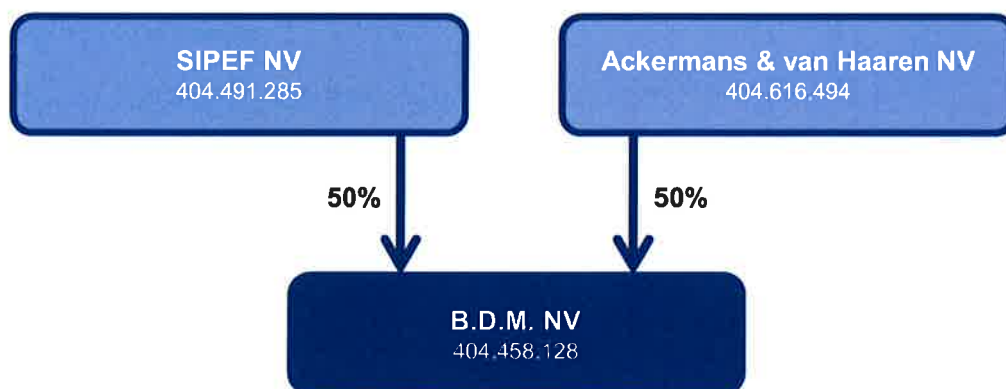 SIPEF NV
404.491.285
Ackermans & van Haaren NV
404.616.494
50%
50%
B.D.M. NV
404.458.128